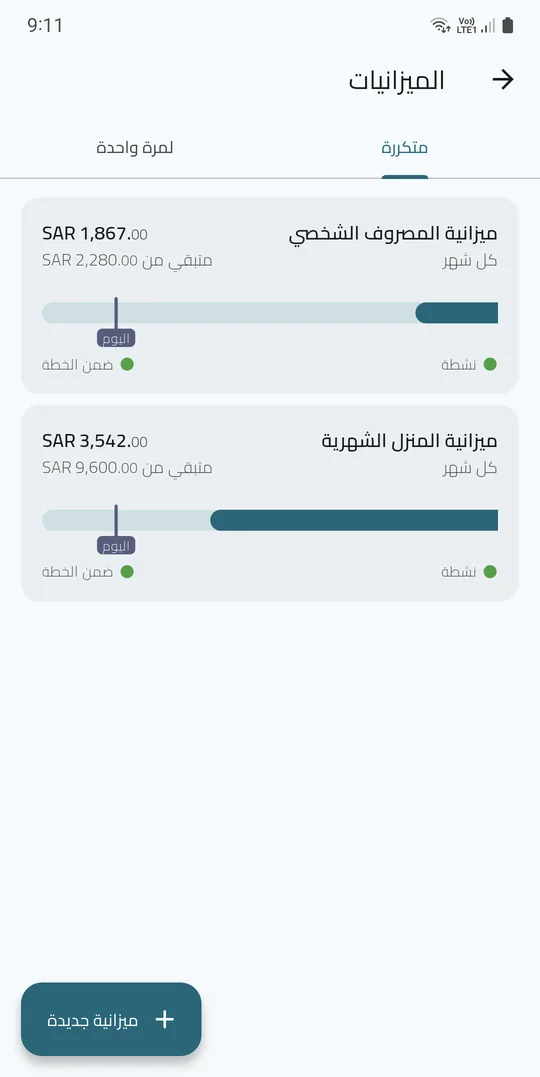 9:11
Vo))
LTE1
الميزانيات
متكررة
لمرة واحدة
ميزانية المصروف الشخصي
SAR 1,867.00
كل شهر
متبقي من SAR 2,280.00
اليوم
نشطة
ضمن الخطة
ميزانية المنزل الشهرية
SAR 3,542.00
كل شهر
متبقي من SAR 9,600.00
اليوم
نشطة
ضمن الخطة
ميزانية جديدة